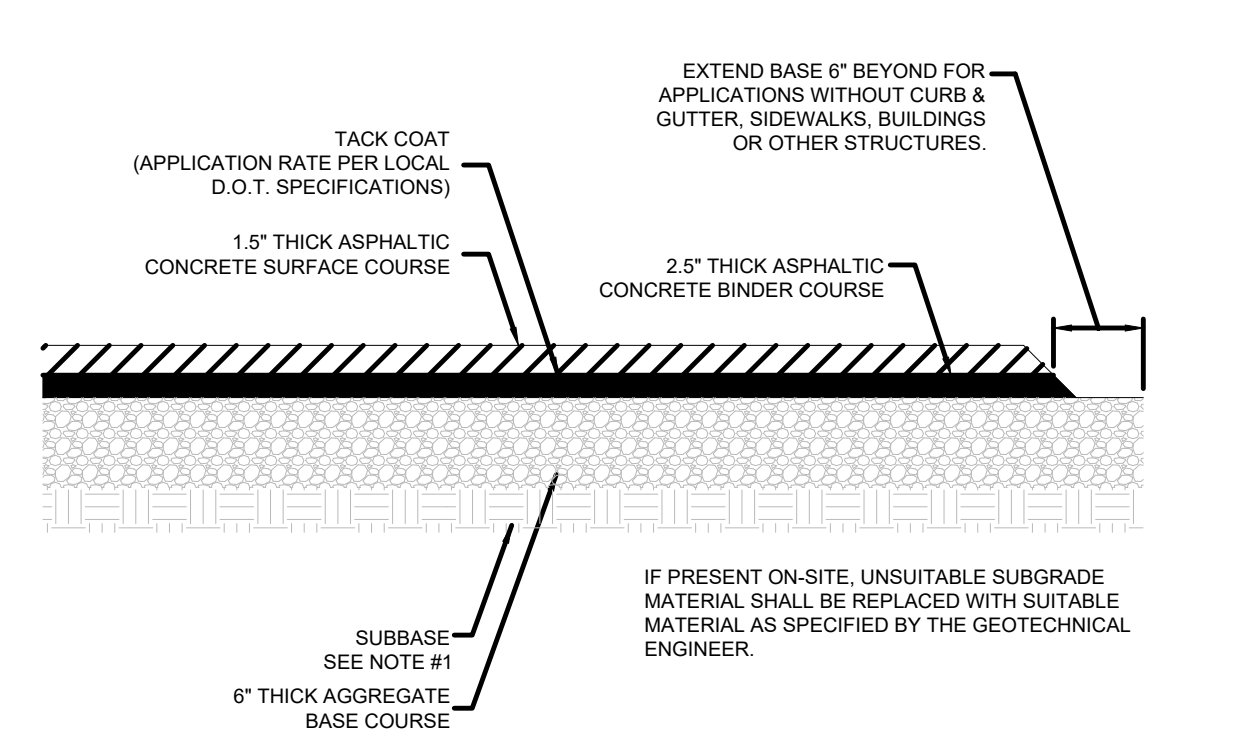 EXTEND BASE 6" BEYOND FOR
APPLICATIONS WITHOUT CURB &
GUTTER, SIDEWALKS, BUILDINGS
OR OTHER STRUCTURES.
TACK COAT
(APPLICATION RATE PER LOCAL
D.O.T. SPECIFICATIONS)
1.5" THICK ASPHALTIC
CONCRETE SURFACE COURSE
2.5" THICK ASPHALTIC
CONCRETE BINDER COURSE
IF PRESENT ON-SITE, UNSUITABLE SUBGRADE
MATERIAL SHALL BE REPLACED WITH SUITABLE
MATERIAL AS SPECIFIED BY THE GEOTECHNICAL
ENGINEER.
SUBBASE
SEE NOTE #1
6" THICK AGGREGATE
BASE COURSE